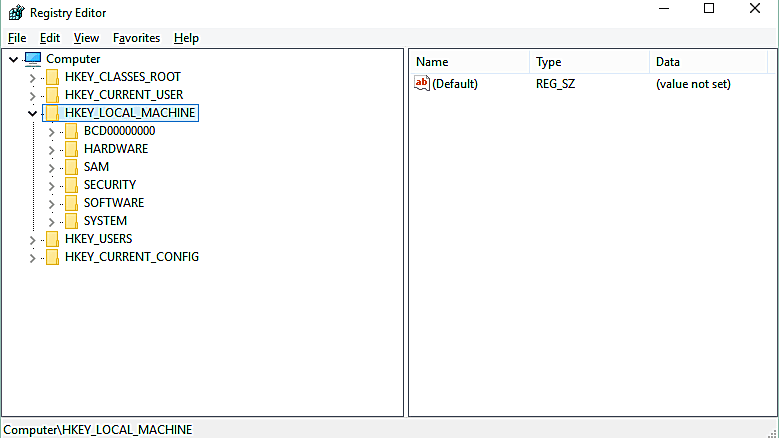 Registry Editor
File Edit View Favorites Help
Computer
HKEY_CLASSES_ROOT
HKEY_CURRENT_USER
HKEY_LOCAL_MACHINE
BCD00000000
HARDWARE
SAM
SECURITY
SOFTWARE
SYSTEM
HKEY_USERS
HKEY_CURRENT_CONFIG
Name Type Data
ab (Default) REG_SZ (value not set)
Computer\HKEY_LOCAL_MACHINE